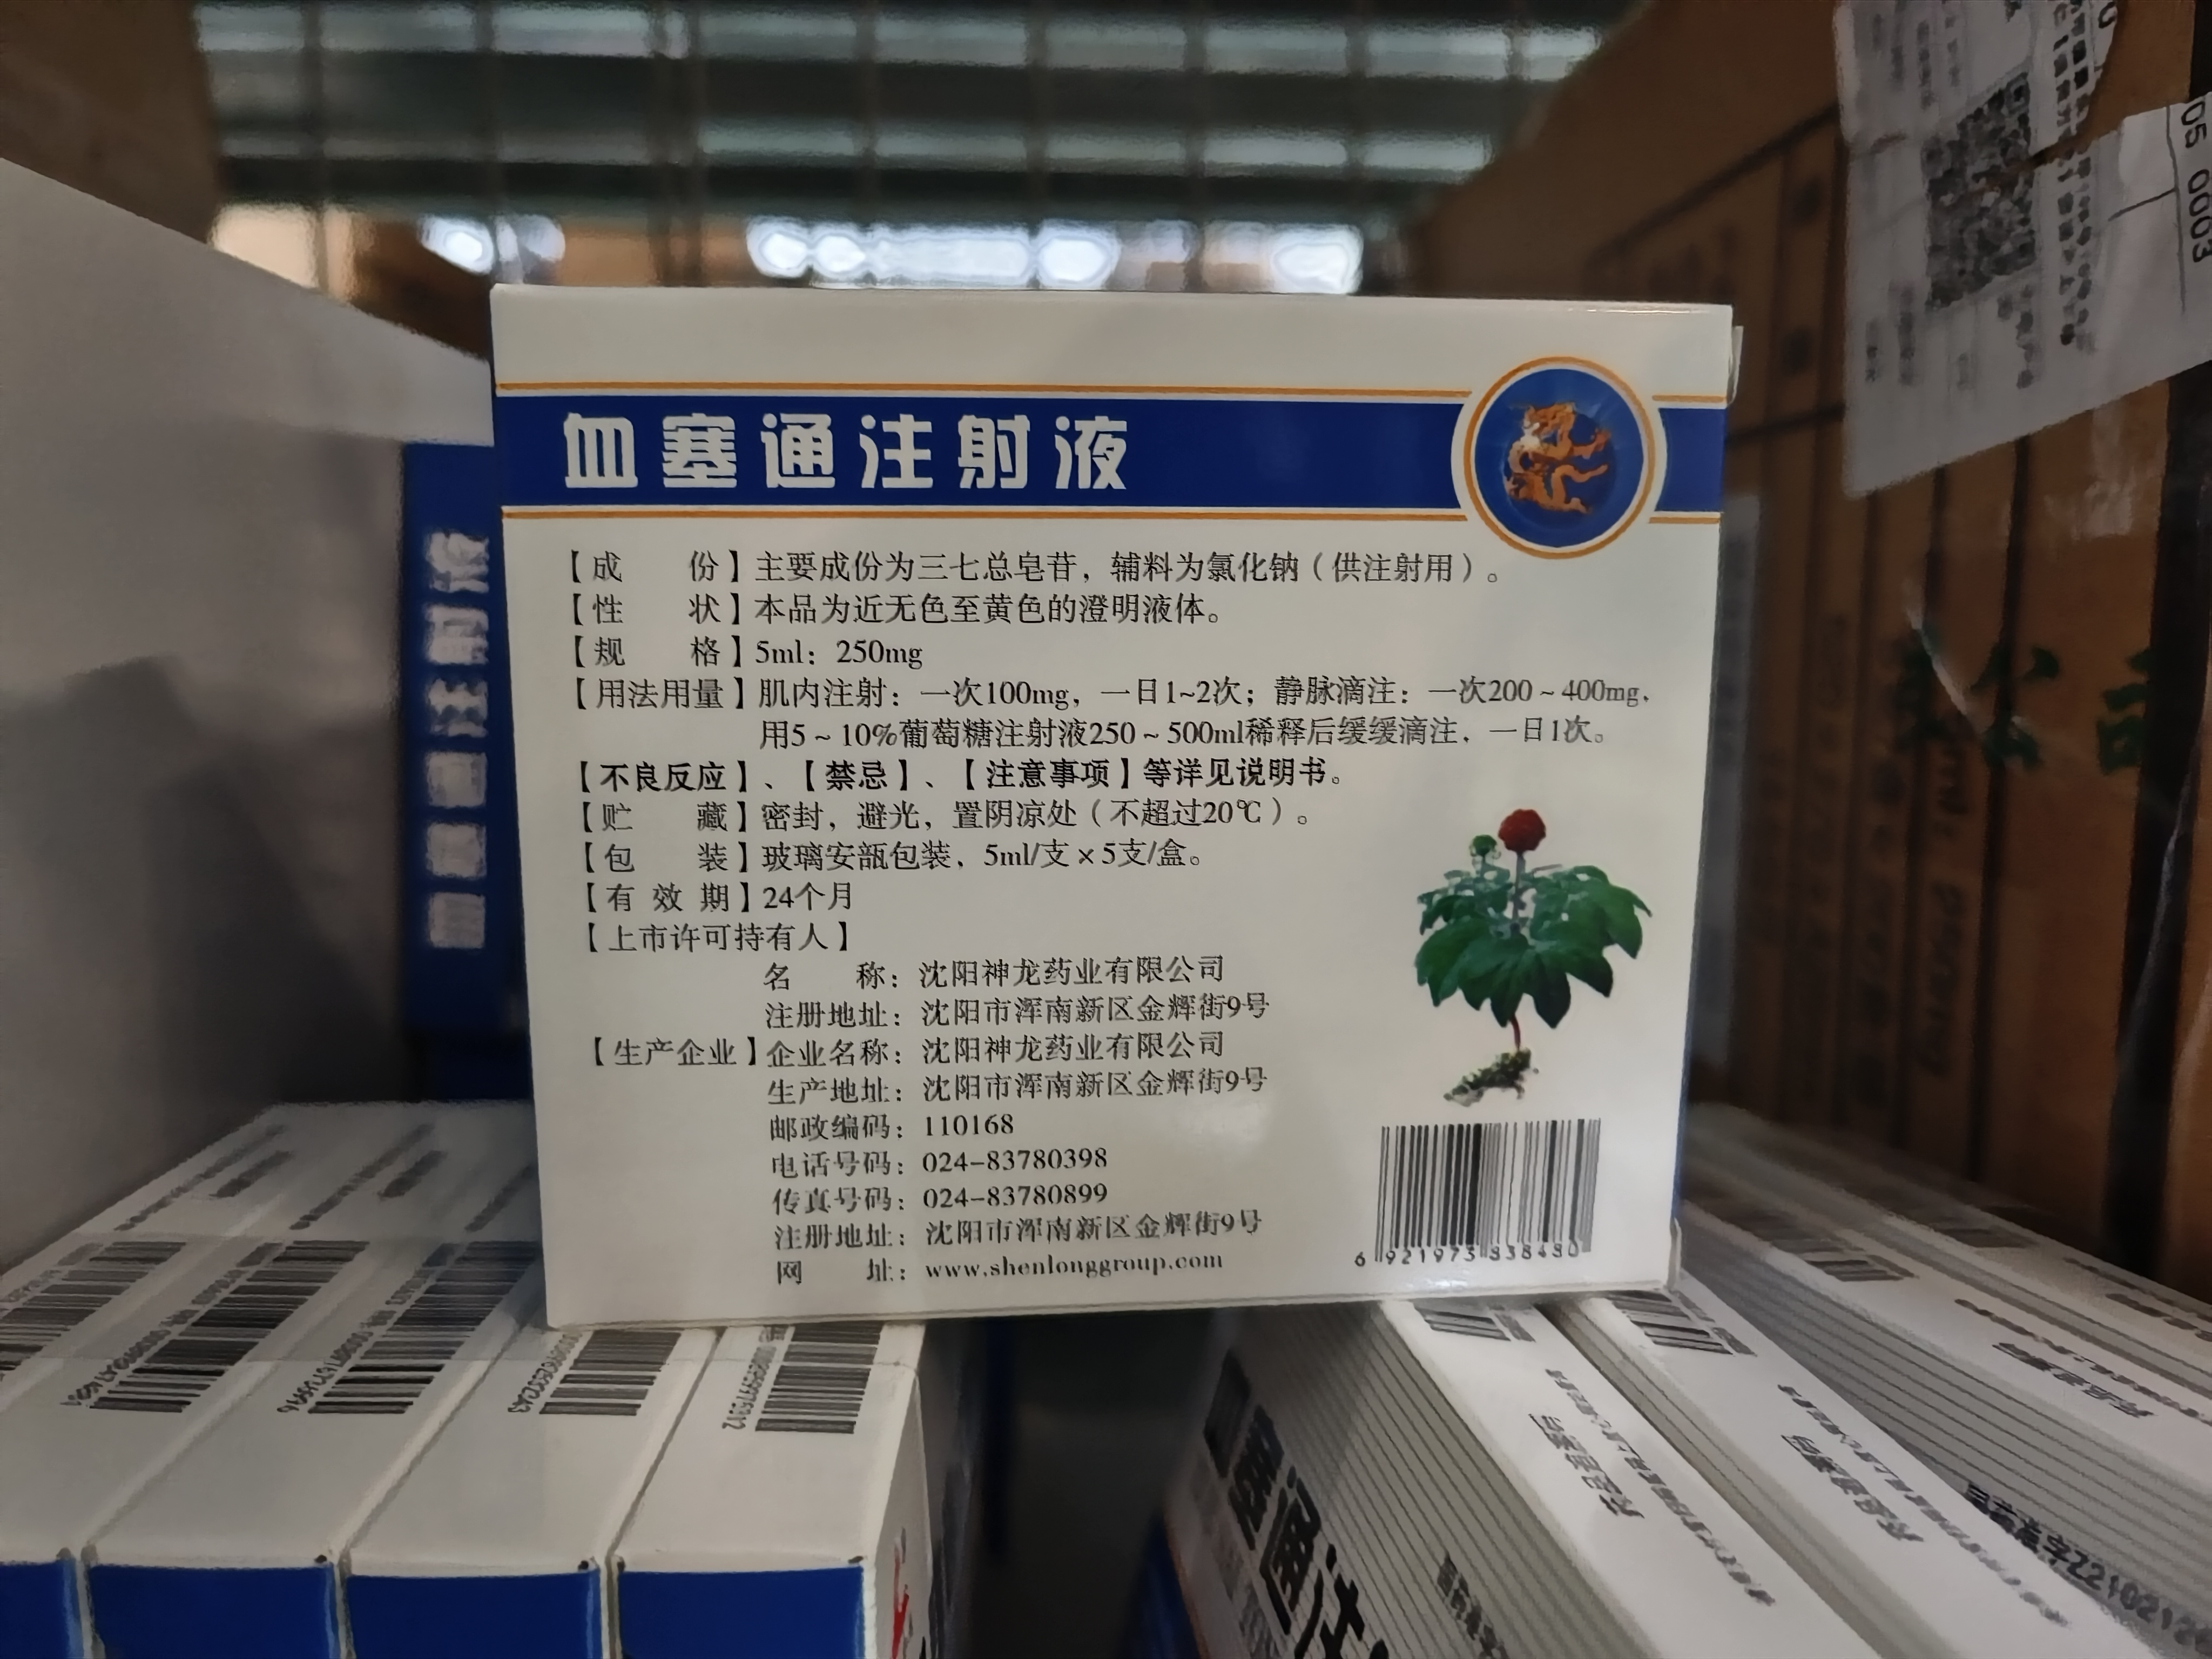 血塞通注射液
【成份】主要成份为三七总皂苷，辅料为氯化钠（供注射用）。
【性状】本品为近无色至黄色的澄明液体。
【规格】5ml：250mg
【用法用量】肌内注射：一次100mg，一日1~2次；静脉滴注：一次200~400mg，
用5~10%葡萄糖注射液250~500ml稀释后缓缓滴注，一日1次。
【不良反应】、【禁忌】、【注意事项】等详见说明书。
【贮藏】密封，避光，置阴凉处（不超过20℃）。
【包装】玻璃安瓿包装，5ml/支×5支/盒。
【有效期】24个月
【上市许可持有人】
名称：沈阳神龙药业有限公司
注册地址：沈阳市浑南新区金辉街9号
【生产企业】企业名称：沈阳神龙药业有限公司
生产地址：沈阳市浑南新区金辉街9号
邮政编码：110168
电话号码：024-83780398
传真号码：024-83780899
注册地址：沈阳市浑南新区金辉街9号
网址：www.shenlonggroup.com
6 921973 838480
05 0003
塞通注